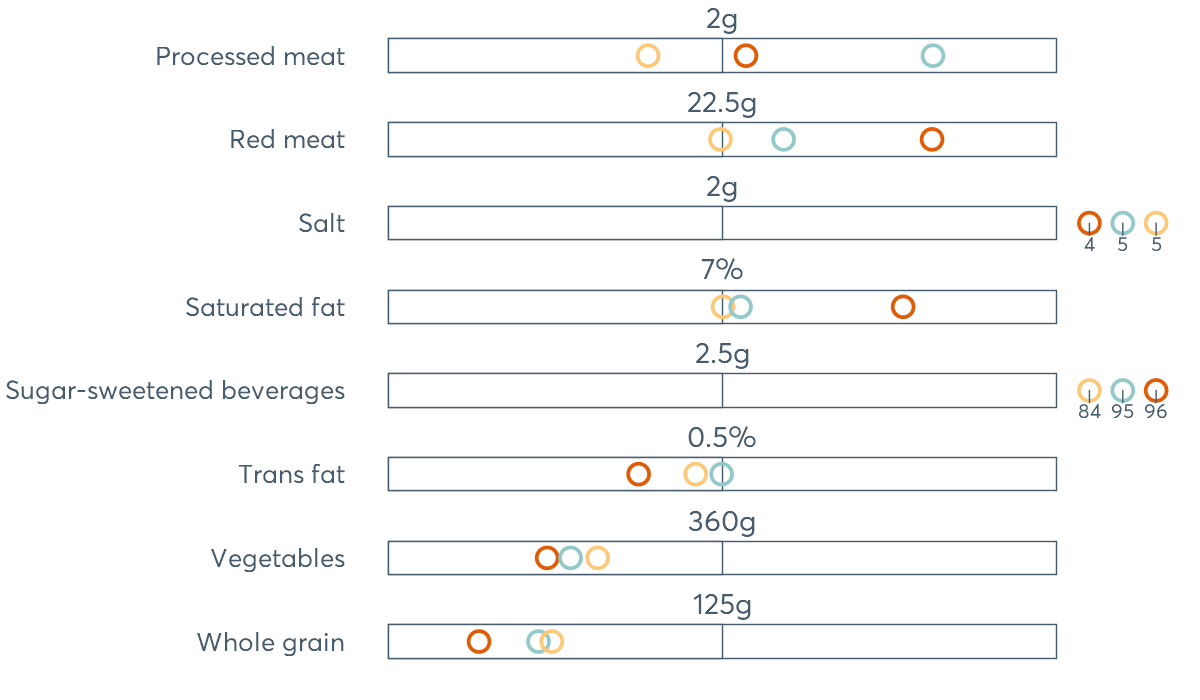 2g
Processed meat
22.5g
Red meat
2g
Salt
4 5 5
7%
Saturated fat
2.5g
Sugar-sweetened beverages
84 95 96
0.5%
Trans fat
360g
Vegetables
125g
Whole grain